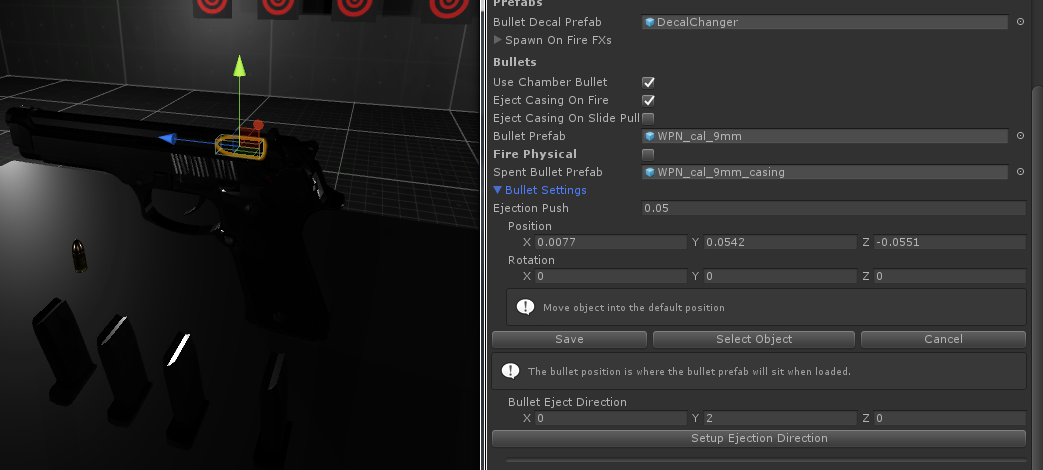 Prefabs
Bullet Decal Prefab DecalChanger
Spawn On Fire FXs
Bullets
Use Chamber Bullet
Eject Casing On Fire
Eject Casing On Slide Pull
Bullet Prefab WPN_cal_9mm
Fire Physical
Spent Bullet Prefab WPN_cal_9mm_casing
Bullet Settings
Ejection Push 0.05
Position
X 0.0077 Y 0.0542 Z -0.0551
Rotation
X 0 Y 0 Z 0
Move object into the default position
Save Select Object Cancel
The bullet position is where the bullet prefab will sit when loaded.
Bullet Eject Direction
X 0 Y 2 Z 0
Setup Ejection Direction